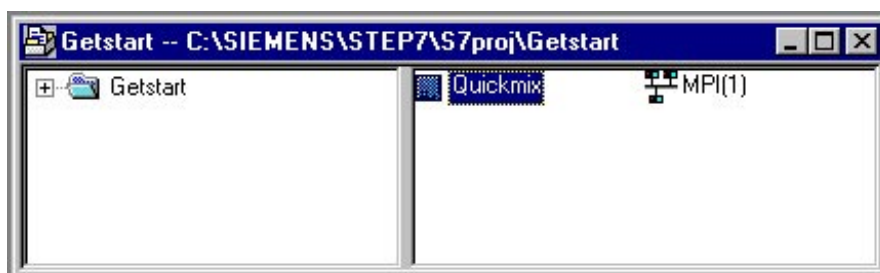 Getstart -- C:\SIEMENS\STEP7\S7proj\Getstart
Getstart
Quickmix MPI(1)